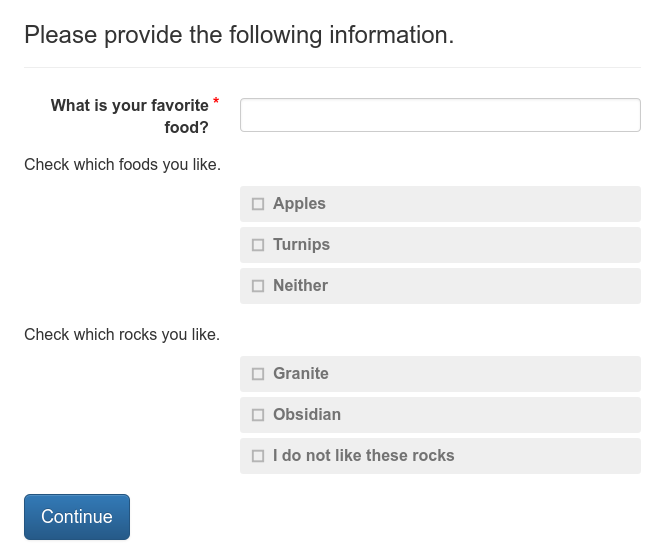 Please provide the following information.
What is your favorite *
food?
Check which foods you like.
Apples
Turnips
Neither
Check which rocks you like.
Granite
Obsidian
I do not like these rocks
Continue